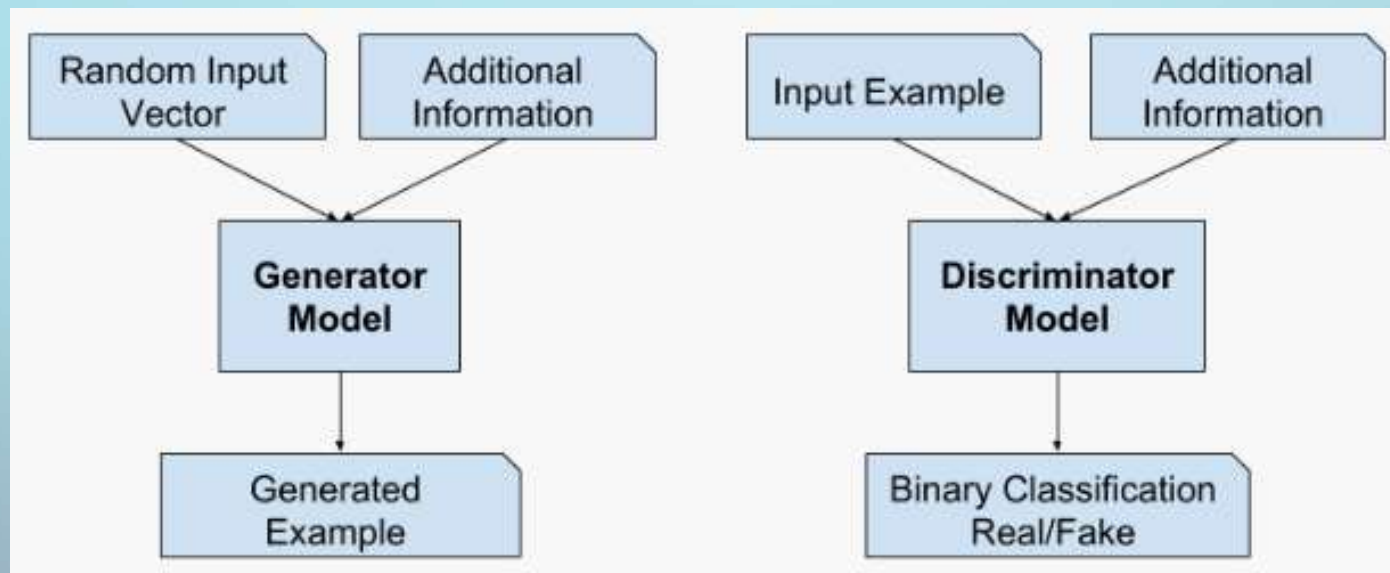 Random Input
Vector
Additional
Information
Generator
Model
Generated
Example
Input Example
Additional
Information
Discriminator
Model
Binary Classification
Real/Fake